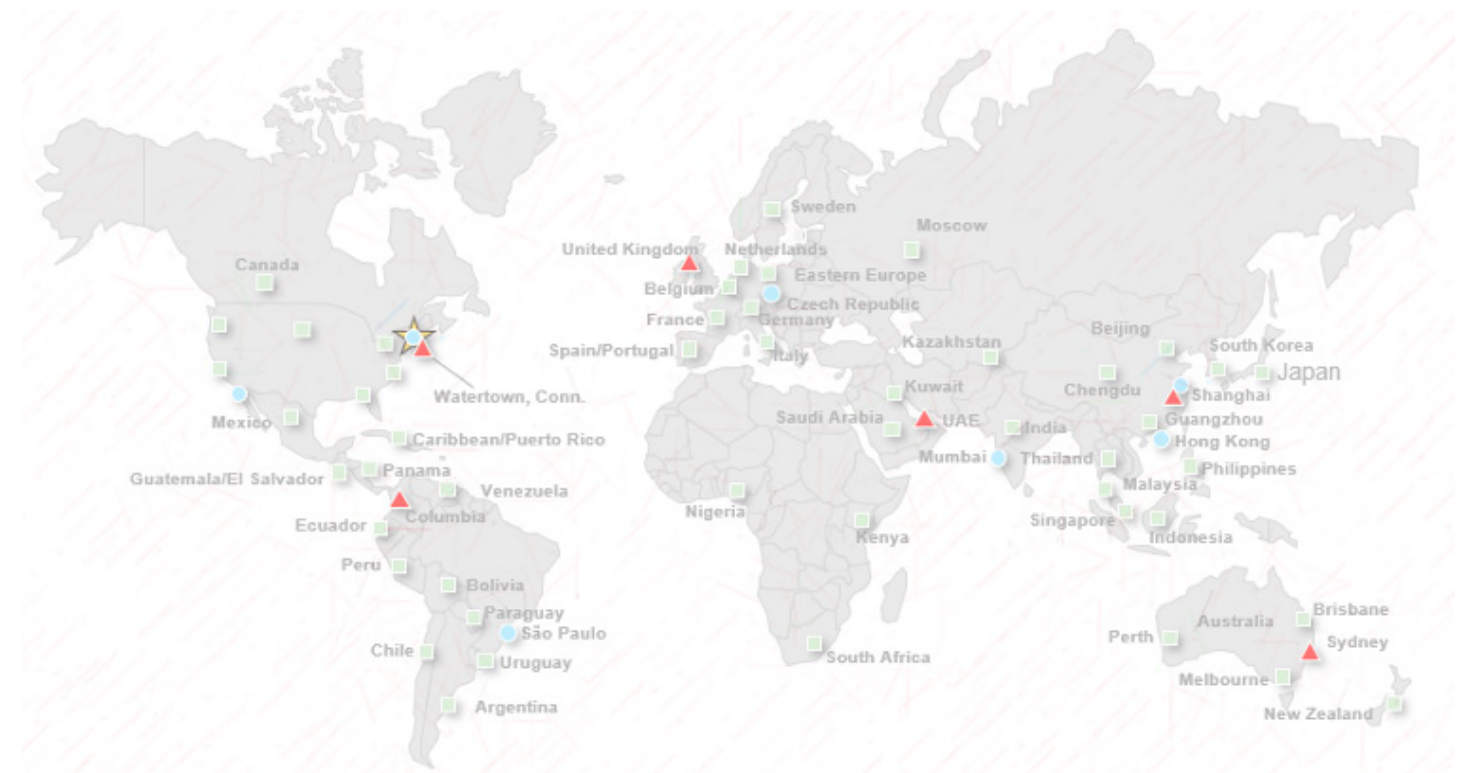 Sweden
Moscow
United Kingdom
Netherlands
Canada
Eastern Europe
Belgium
Czech Republic
France
Germany
Beijing
Kazakhstan
South Korea
Spain/Portugal
Italy
Japan
Kuwait
Chengdu
Watertown, Conn.
Shanghai
Mexico
Saudi Arabia
UAE
Guangzhou
India
Caribbean/Puerto Rico
Hong Kong
Mumbai
Thailand
Philippines
Panama
Guatemala/El Salvador
Venezuela
Malaysia
Nigeria
Columbia
Singapore
Ecuador
Kenya
Indonesia
Peru
Bolivia
Paraguay
Brisbane
Australia
São Paulo
Perth
Sydney
Chile
South Africa
Uruguay
Melbourne
Argentina
New Zealand